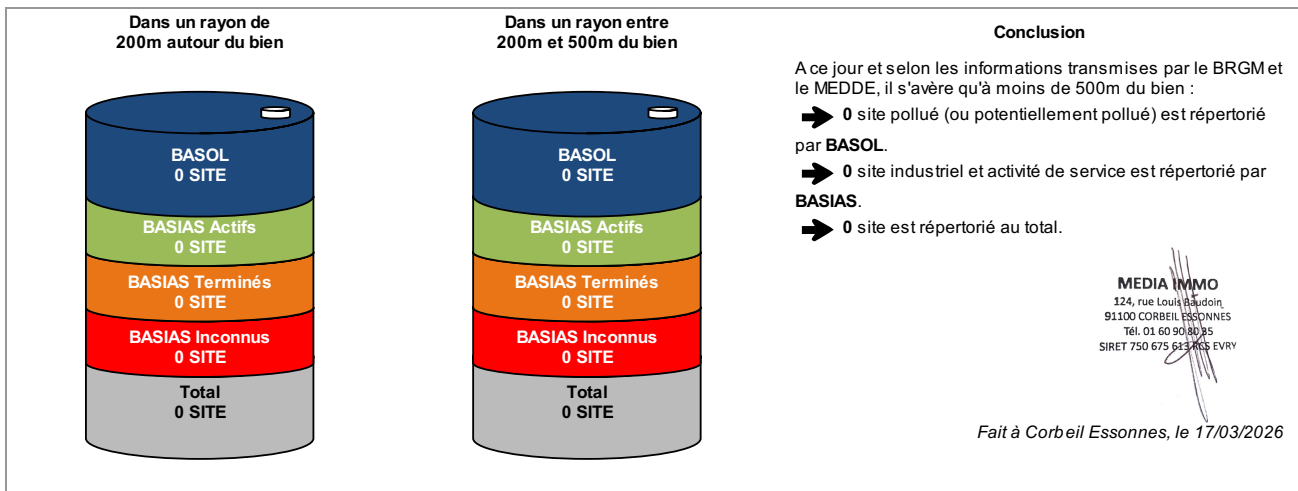 Dans un rayon de
200m autour du bien
BASOL
0 SITE
BASIAS Actifs
0 SITE
BASIAS Terminés
0 SITE
BASIAS Inconnus
0 SITE
Total
0 SITE
Dans un rayon entre
200m et 500m du bien
BASOL
0 SITE
BASIAS Actifs
0 SITE
BASIAS Terminés
0 SITE
BASIAS Inconnus
0 SITE
Total
0 SITE
Conclusion
A ce jour et selon les informations transmises par le BRGM et
le MEDDE, il s'avère qu'à moins de 500m du bien :
0 site pollué (ou potentiellement pollué) est répertorié
par BASOL.
0 site industriel et activité de service est répertorié par
BASIAS.
0 site est répertorié au total.
MEDIA IMMO
124, rue Louis Baudoin
91100 CORBEIL ESSONNES
Tél. 01 60 90 80 85
SIRET 750 675 613 RCS EVRY
Fait à Corbeil Essonnes, le 17/03/2026